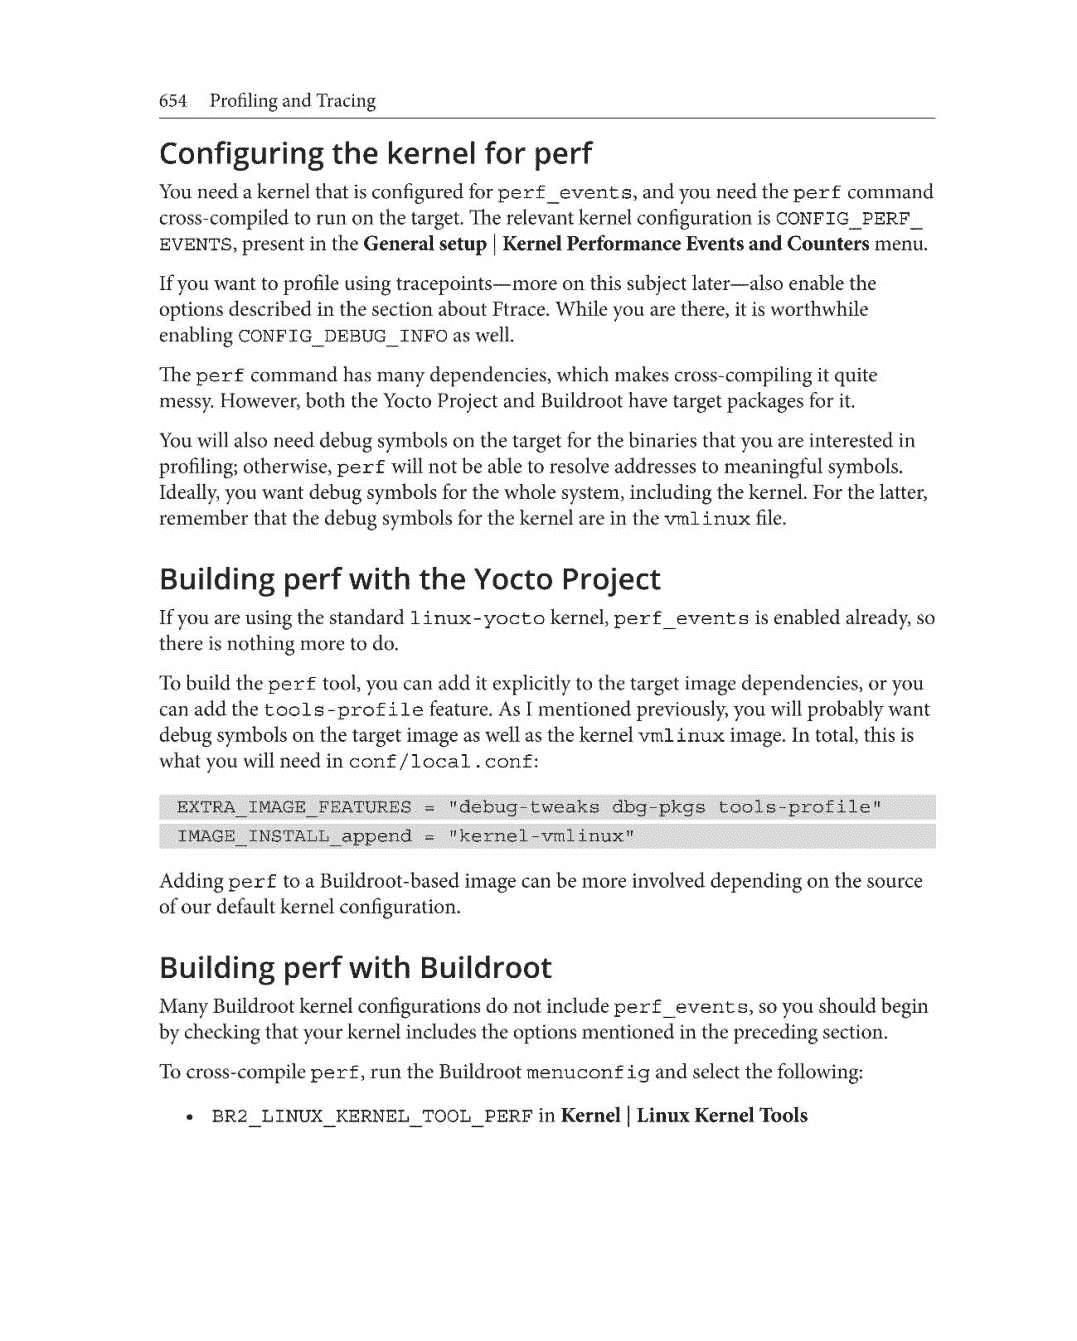 654 Profiling and Tracing
Configuring the kernel for perf
You need a kernel that is configured for perf_events, and you need the perf command
cross-compiled to run on the target. The relevant kernel configuration is CONFIG_PERF_
EVENTS, present in the General setup | Kernel Performance Events and Counters menu.
If you want to profile using tracepoints—more on this subject later—also enable the
options described in the section about Ftrace. While you are there, it is worthwhile
enabling CONFIG_DEBUG_INFO as well.
The perf command has many dependencies, which makes cross-compiling it quite
messy. However, both the Yocto Project and Buildroot have target packages for it.
You will also need debug symbols on the target for the binaries that you are interested in
profiling; otherwise, perf will not be able to resolve addresses to meaningful symbols.
Ideally, you want debug symbols for the whole system, including the kernel. For the latter,
remember that the debug symbols for the kernel are in the vmlinux file.
Building perf with the Yocto Project
If you are using the standard linux-yocto kernel, perf_events is enabled already, so
there is nothing more to do.
To build the perf tool, you can add it explicitly to the target image dependencies, or you
can add the tools-profile feature. As I mentioned previously, you will probably want
debug symbols on the target image as well as the kernel vmlinux image. In total, this is
what you will need in conf/local.conf:
EXTRA_IMAGE_FEATURES = "debug-tweaks dbg-pkgs tools-profile"
IMAGE_INSTALL_append = "kernel-vmlinux"
Adding perf to a Buildroot-based image can be more involved depending on the source
of our default kernel configuration.
Building perf with Buildroot
Many Buildroot kernel configurations do not include perf_events, so you should begin
by checking that your kernel includes the options mentioned in the preceding section.
To cross-compile perf, run the Buildroot menuconfig and select the following:
• BR2_LINUX_KERNEL_TOOL_PERF in Kernel | Linux Kernel Tools